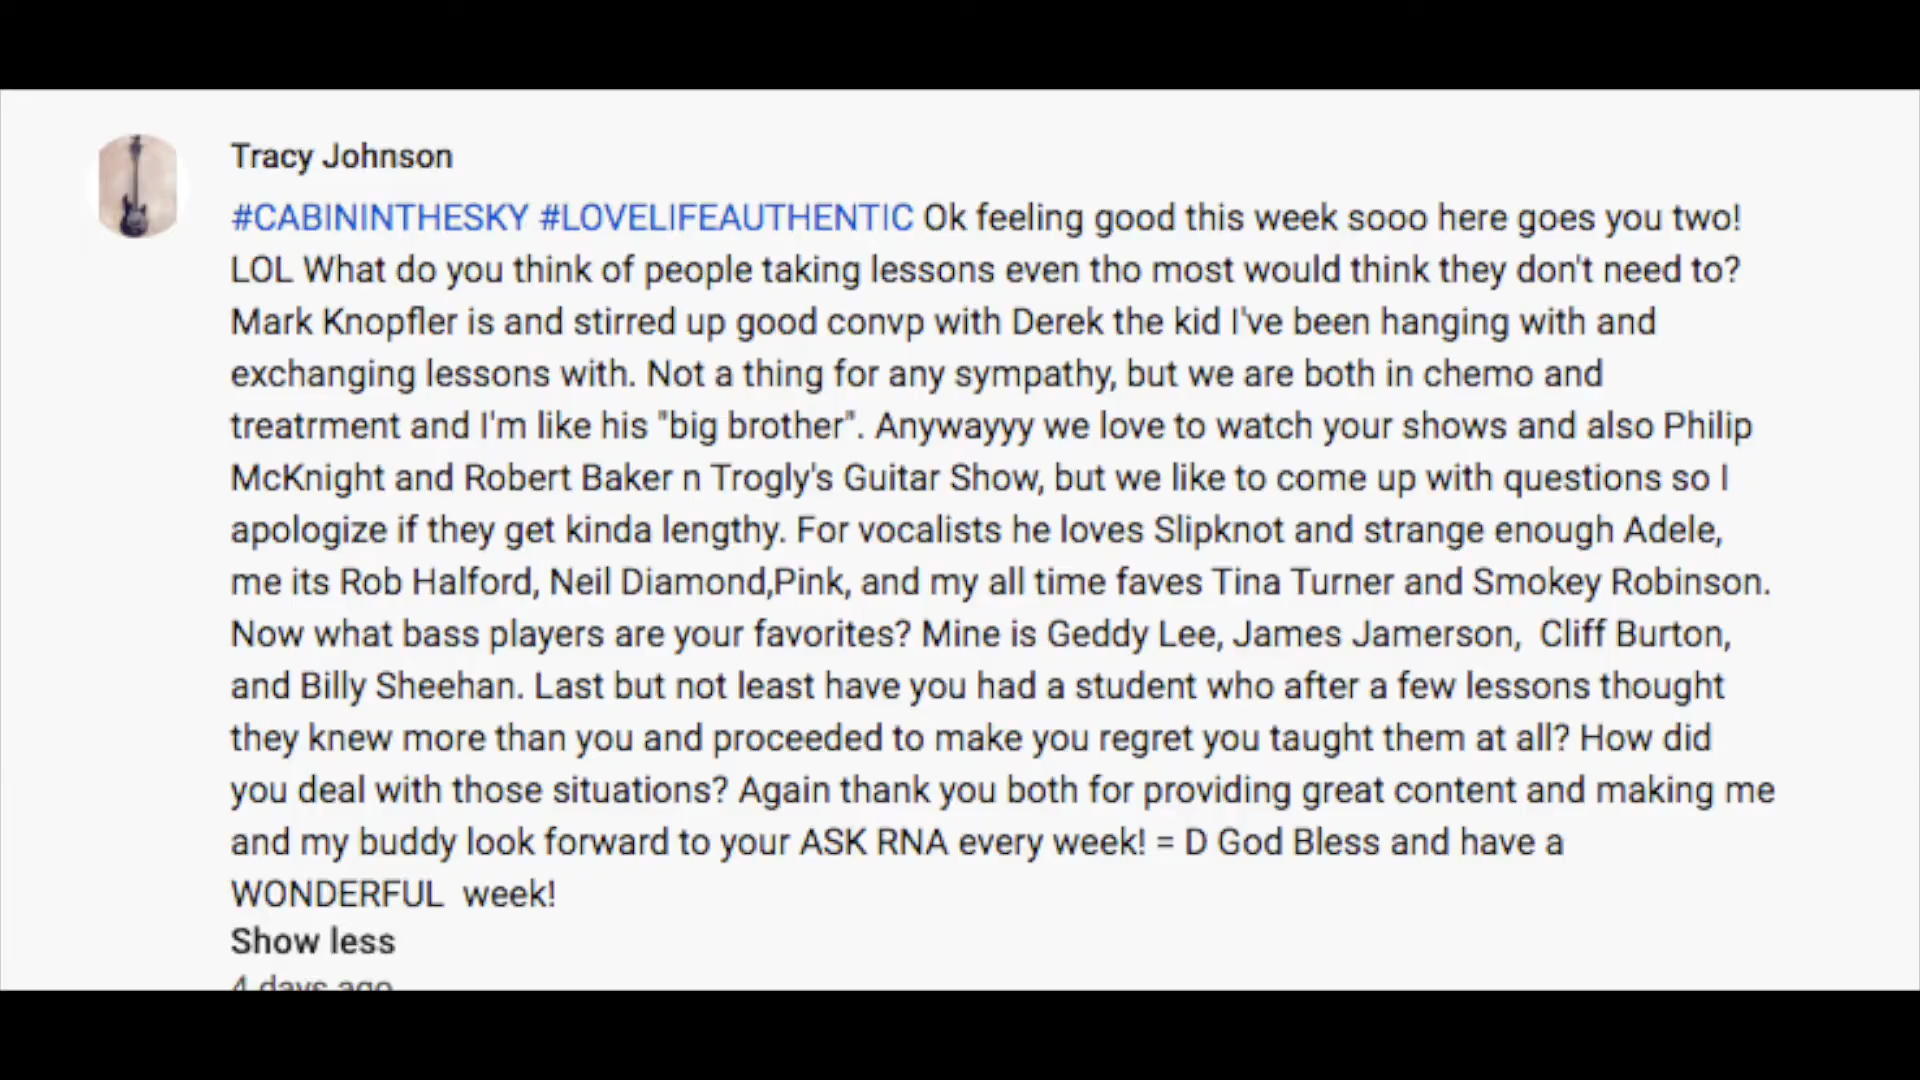 Tracy Johnson
#CABININTHESKY #LOVELIFEAUTHENTIC Ok feeling good this week sooo here goes you two!
LOL What do you think of people taking lessons even tho most would think they don't need to?
Mark Knopfler is and stirred up good convp with Derek the kid I've been hanging with and
exchanging lessons with. Not a thing for any sympathy, but we are both in chemo and
treatrment and I'm like his "big brother". Anywayyy we love to watch your shows and also Philip
McKnight and Robert Baker n Trogly's Guitar Show, but we like to come up with questions so I
apologize if they get kinda lengthy. For vocalists he loves Slipknot and strange enough Adele,
me its Rob Halford, Neil Diamond,Pink, and my all time faves Tina Turner and Smokey Robinson.
Now what bass players are your favorites? Mine is Geddy Lee, James Jamerson,  Cliff Burton,
and Billy Sheehan. Last but not least have you had a student who after a few lessons thought
they knew more than you and proceeded to make you regret you taught them at all? How did
you deal with those situations? Again thank you both for providing great content and making me
and my buddy look forward to your ASK RNA every week! = D God Bless and have a
WONDERFUL  week!
Show less
4 days ago